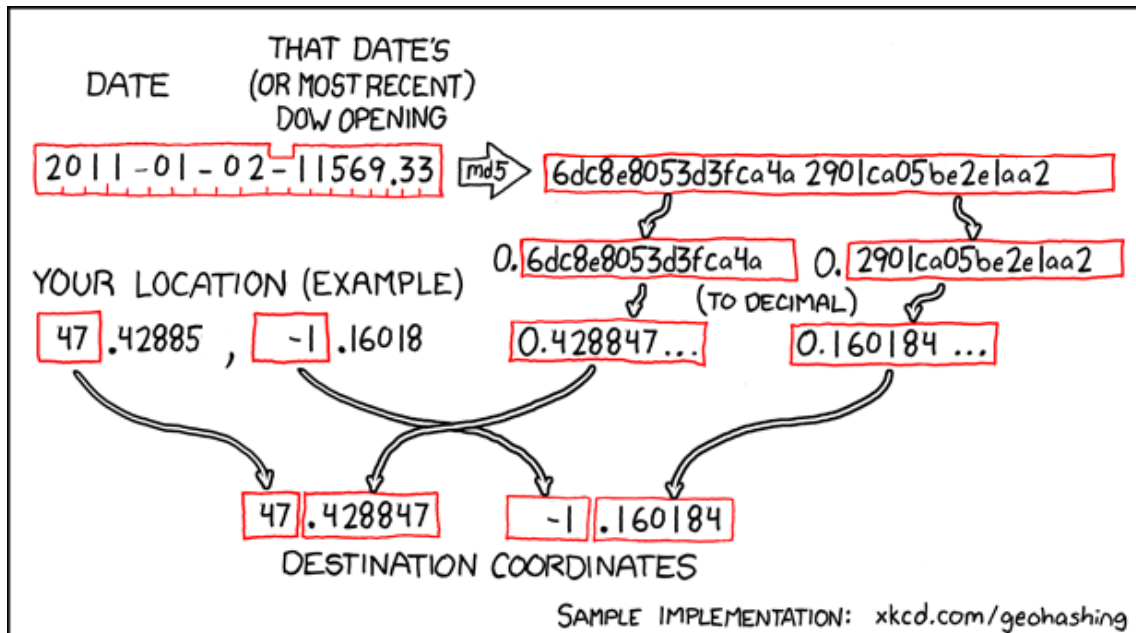 THAT DATE'S
DATE (OR MOST RECENT)
DOW OPENING
2011-01-02-11569.33 md5 6dc8e8053d3fca4a 2901ca05be2e1aa2
0.6dc8e8053d3fca4a 0.2901ca05be2e1aa2
YOUR LOCATION (EXAMPLE) (TO DECIMAL)
47.42885, -1.16018 0.428847... 0.160184...
47.428847 -1.160184
DESTINATION COORDINATES
SAMPLE IMPLEMENTATION: xkcd.com/geohashing